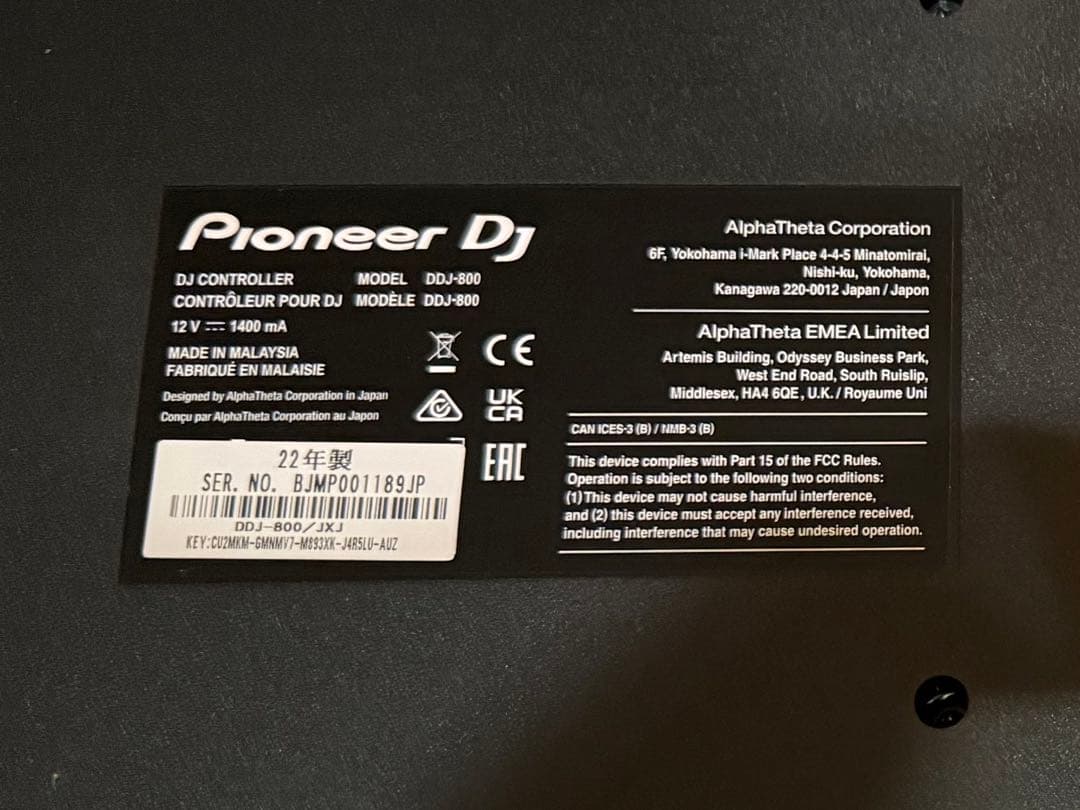 Pioneer Dj
DJ CONTROLLER MODEL DDJ-800
CONTRÔLEUR POUR DJ MODÈLE DDJ-800
12 V 1400 mA
MADE IN MALAYSIA
FABRIQUÉ EN MALAISIE
Designed by AlphaTheta Corporation in Japan
Conçu par AlphaTheta Corporation au Japon
CE
UK
CA
EAC
22年製
SER. NO. BJMP001189JP
DDJ-800/JXJ
KEY:CU2MKM-GMNMV7-M893XK-J4R5LU-AUZ
AlphaTheta Corporation
6F, Yokohama i-Mark Place 4-4-5 Minatomirai,
Nishi-ku, Yokohama,
Kanagawa 220-0012 Japan / Japon
AlphaTheta EMEA Limited
Artemis Building, Odyssey Business Park,
West End Road, South Ruislip,
Middlesex, HA4 6QE , U.K. / Royaume Uni
CAN ICES-3 (B) / NMB-3 (B)
This device complies with Part 15 of the FCC Rules.
Operation is subject to the following two conditions:
(1) This device may not cause harmful interference,
and (2) this device must accept any interference received,
including interference that may cause undesired operation.